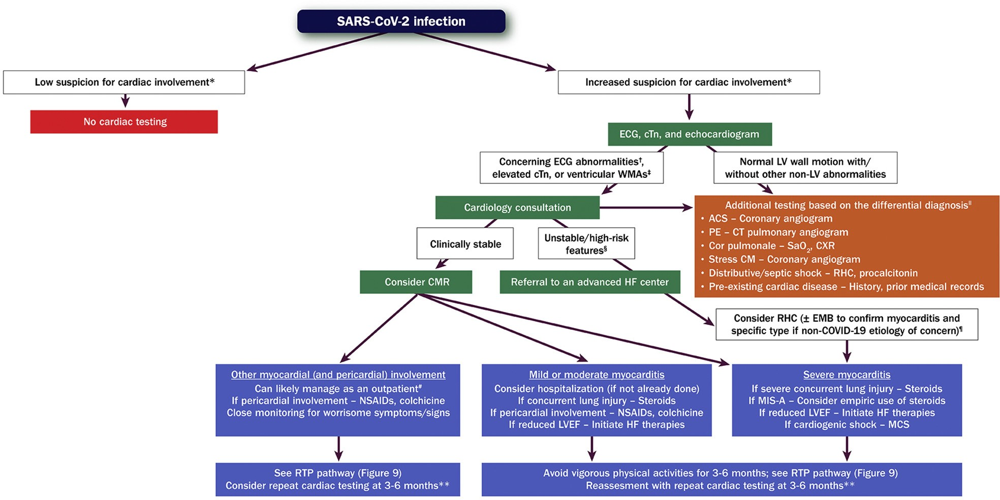 SARS-CoV-2 infection
Low suspicion for cardiac involvement*
Increased suspicion for cardiac involvement*
No cardiac testing
ECG, cTn, and echocardiogram
Concerning ECG abnormalities†,
elevated cTn, or ventricular WMAs‡
Normal LV wall motion with/
without other non-LV abnormalities
Cardiology consultation
Additional testing based on the differential diagnosis||
• ACS – Coronary angiogram
• PE – CT pulmonary angiogram
• Cor pulmonale – SaO2, CXR
• Stress CM – Coronary angiogram
• Distributive/septic shock – RHC, procalcitonin
• Pre-existing cardiac disease – History, prior medical records
Clinically stable
Unstable/high-risk
features§
Consider CMR
Referral to an advanced HF center
Consider RHC (± EMB to confirm myocarditis and
specific type if non-COVID-19 etiology of concern)¶
Other myocardial (and pericardial) involvement
Can likely manage as an outpatient#
If pericardial involvement – NSAIDs, colchicine
Close monitoring for worrisome symptoms/signs
Mild or moderate myocarditis
Consider hospitalization (if not already done)
If concurrent lung injury – Steroids
If pericardial involvement – NSAIDs, colchicine
If reduced LVEF – Initiate HF therapies
Severe myocarditis
If severe concurrent lung injury – Steroids
If MIS-A – Consider empiric use of steroids
If reduced LVEF – Initiate HF therapies
If cardiogenic shock – MCS
See RTP pathway (Figure 9)
Consider repeat cardiac testing at 3-6 months**
Avoid vigorous physical activities for 3-6 months; see RTP pathway (Figure 9)
Reassesment with repeat cardiac testing at 3-6 months**